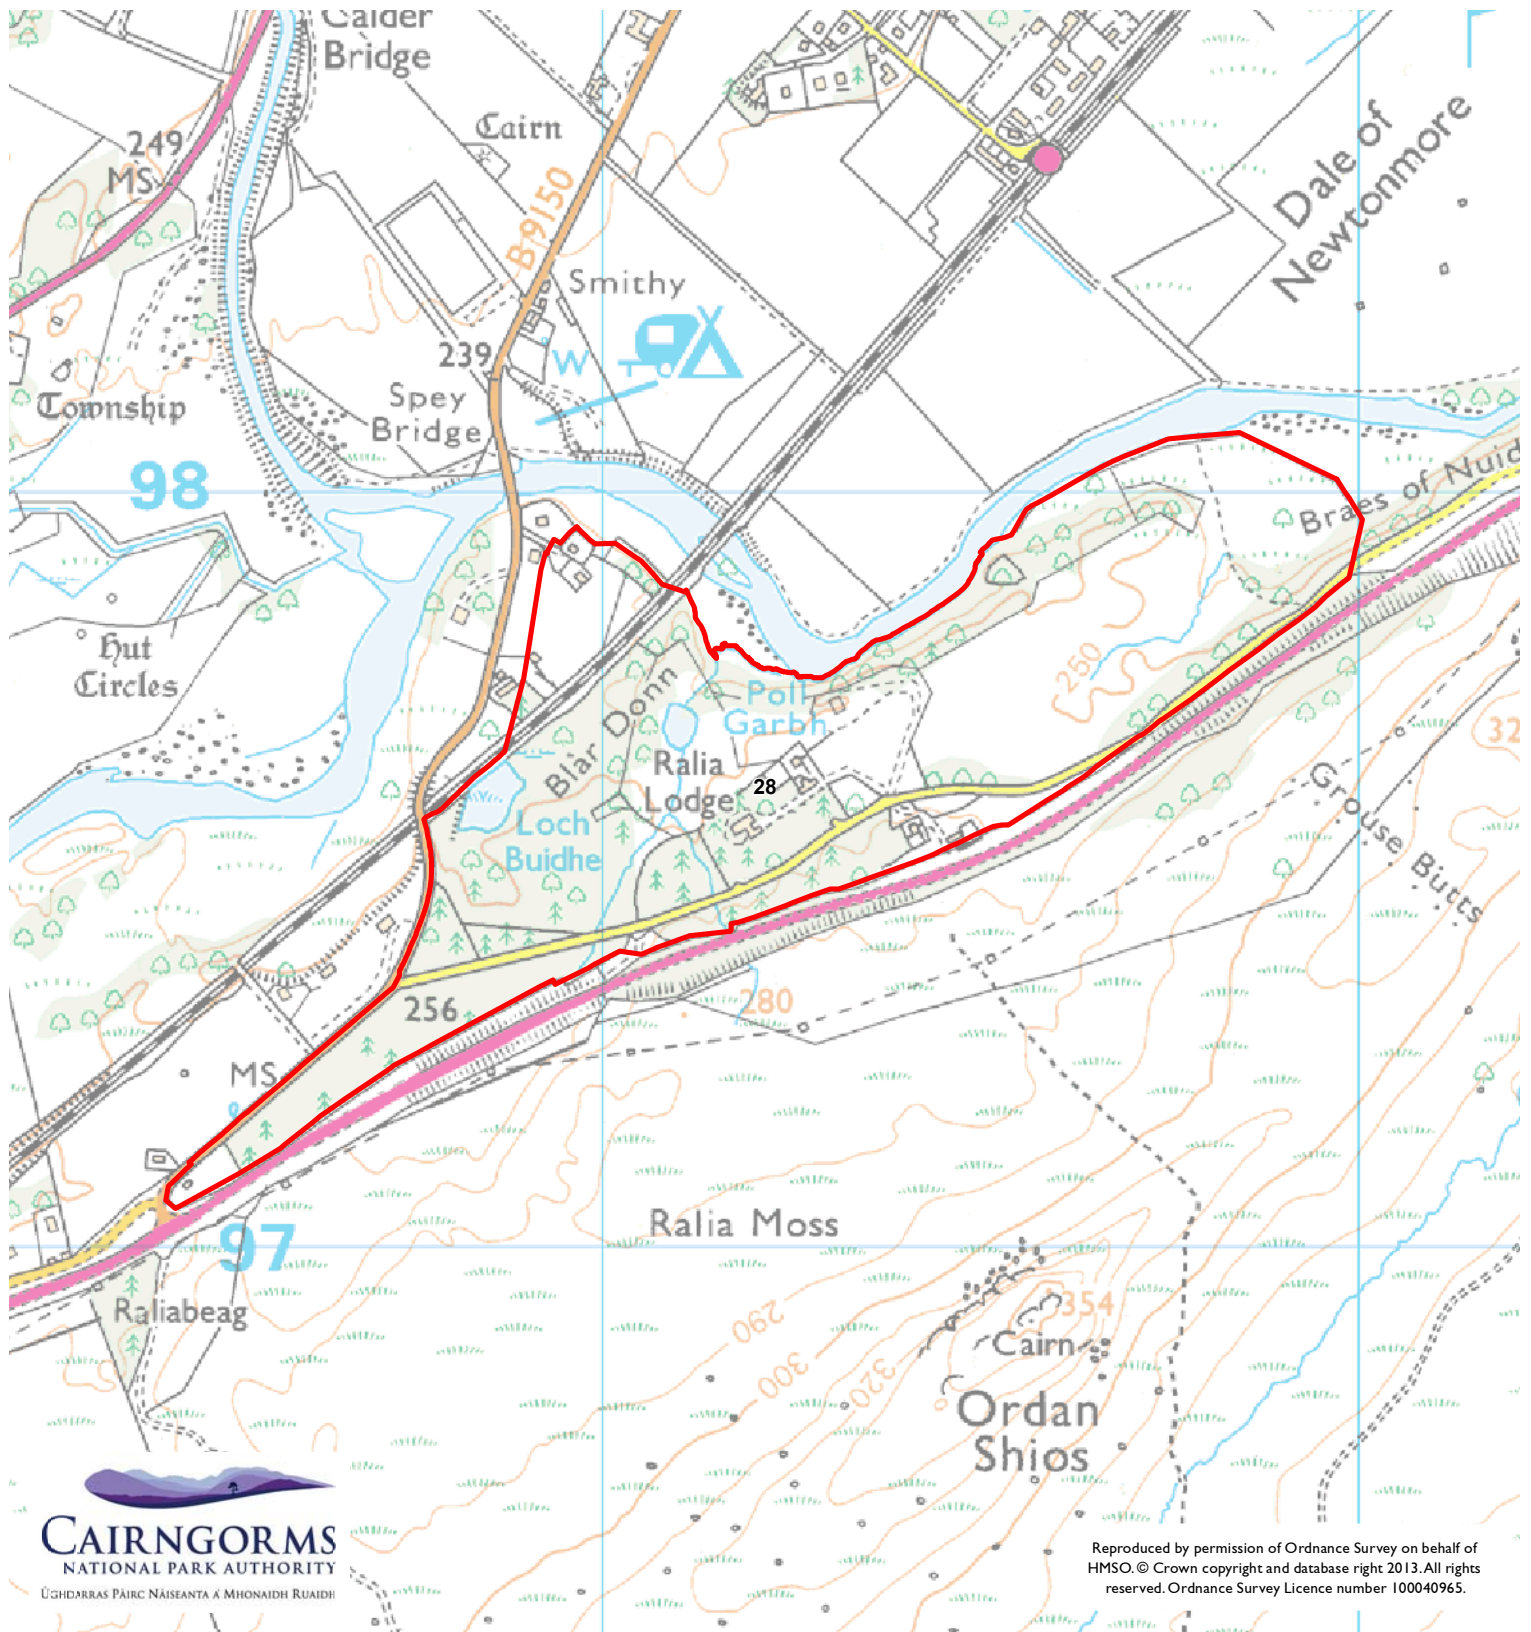 Calder
Bridge
249
MS
Cairn
B 9150
Dale of
Newtonmore
Smithy
239
W
Township
Spey
Bridge
98
Braes of Nuid
Hut
Circles
Blàr Donn
Poll
Garbh
250
Ralia
Lodge
28
Loch
Buidhe
Grouse Butts
256
280
MS
97
Ralia Moss
Raliabeag
290
300
320
354
Cairn
Ordan
Shios
CAIRNGORMS
NATIONAL PARK AUTHORITY
ÙGHDARRAS PÀIRC NÀISEANTA A' MHONAIDH RUAIDH
Reproduced by permission of Ordnance Survey on behalf of
HMSO. © Crown copyright and database right 2013. All rights
reserved. Ordnance Survey Licence number 100040965.